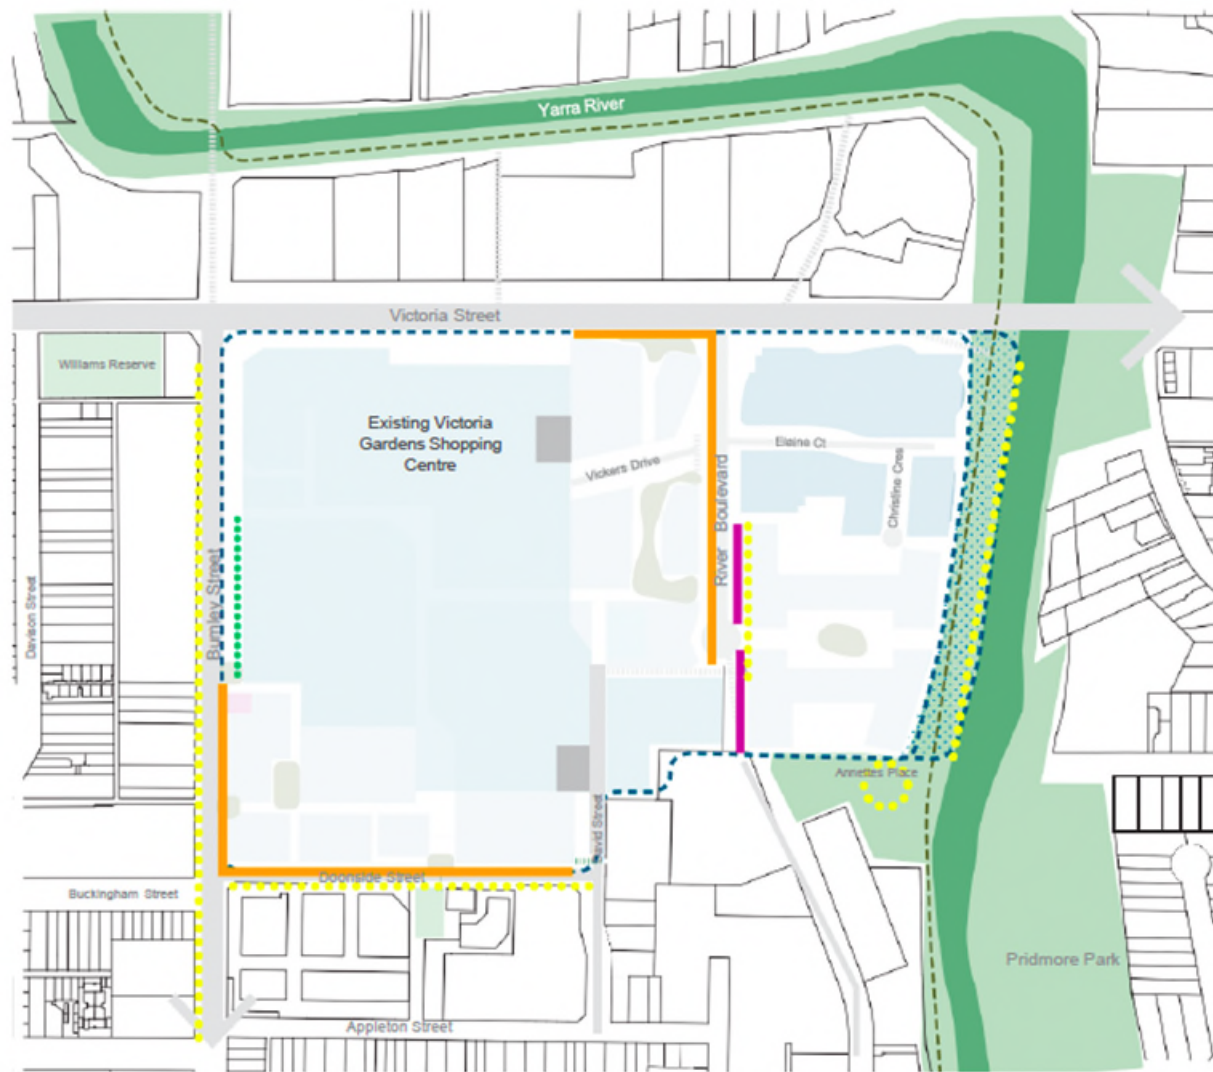 Yarra River
Victoria Street
Williams Reserve
Existing Victoria
Gardens Shopping
Centre
Elaine Ct
Vickers Drive
River Boulevard
Christine Cres
Burnley Street
Davison Street
Annettes Place
David Street
Doonside Street
Buckingham Street
Pridmore Park
Appleton Street